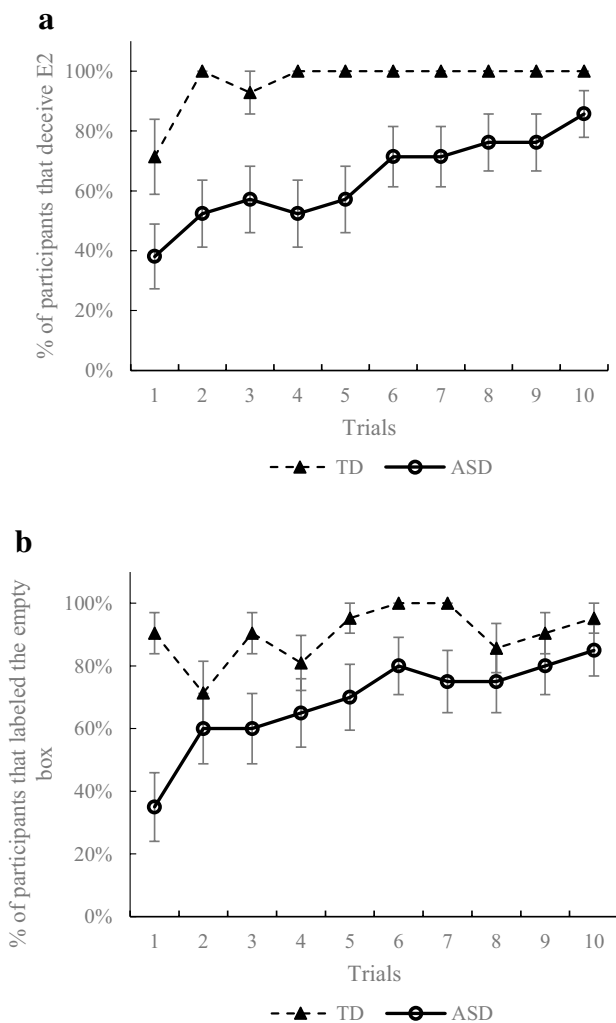 a
% of participants that deceive E2
100%
80%
60%
40%
20%
0%
1 2 3 4 5 6 7 8 9 10
Trials
TD ASD
b
% of participants that labeled the empty
box
100%
80%
60%
40%
20%
0%
1 2 3 4 5 6 7 8 9 10
Trials
TD ASD